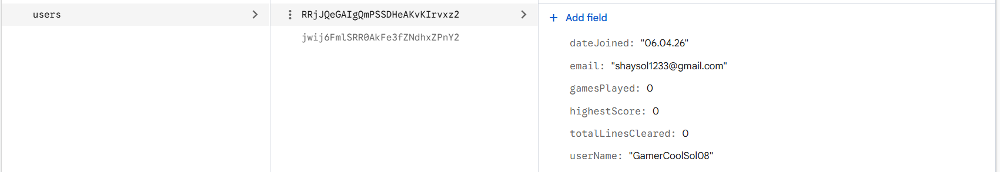 users
RRjJQeGAIgQmPSSDHeAKvKIrvxz2
jwij6FmlSRR0AkFe3fZNdhxZPnY2
+ Add field
dateJoined: "06.04.26"
email: "shaysol1233@gmail.com"
gamesPlayed: 0
highestScore: 0
totalLinesCleared: 0
userName: "GamerCoolSol08"